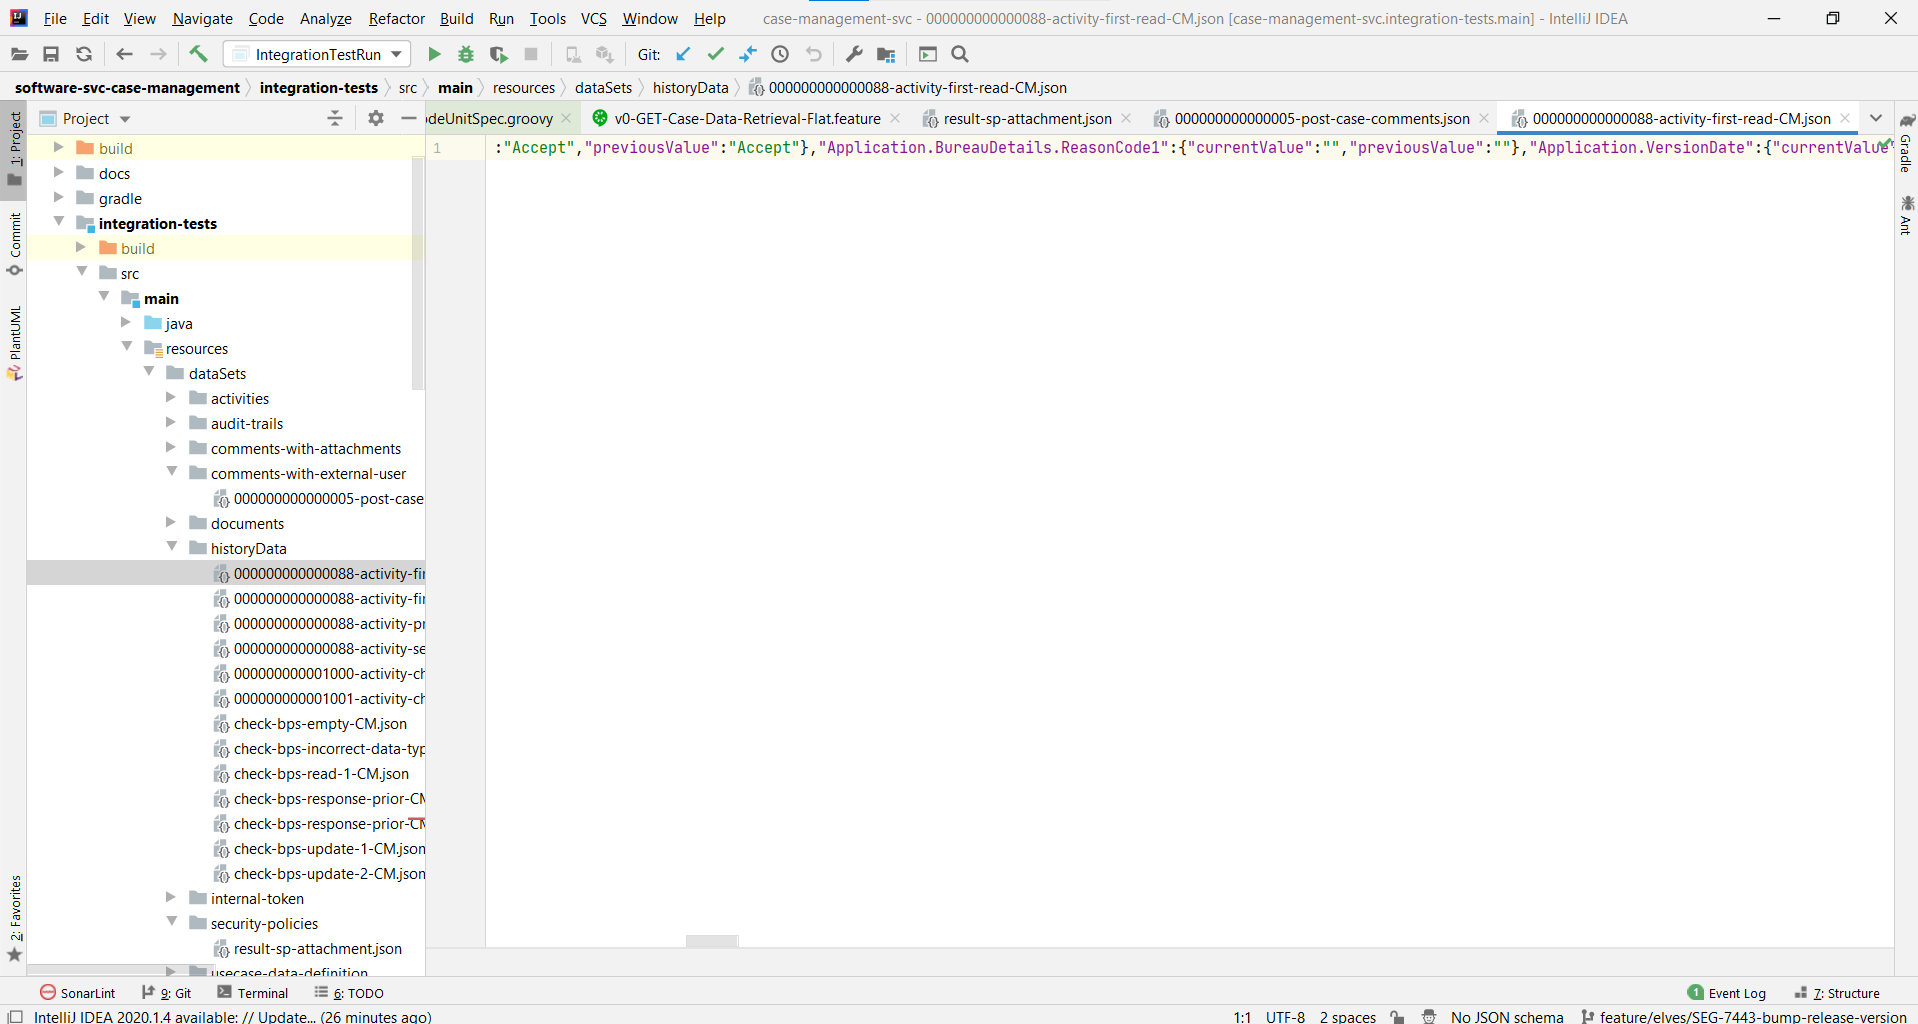 File Edit View Navigate Code Analyze Refactor Build Run Tools VCS Window Help case-management-svc - 000000000000088-activity-first-read-CM.json [case-management-svc.integration-tests.main] - IntelliJ IDEA
IntegrationTestRun Git:
software-svc-case-management integration-tests src main resources dataSets historyData 000000000000088-activity-first-read-CM.json
Project deUnitSpec.groovy v0-GET-Case-Data-Retrieval-Flat.feature result-sp-attachment.json 000000000000005-post-case-comments.json 000000000000088-activity-first-read-CM.json
1 :"Accept","previousValue":"Accept"},"Application.BureauDetails.ReasonCode1":{"currentValue":"","previousValue":""},"Application.VersionDate":{"currentValue"
build
docs
gradle
integration-tests
build
src
main
java
resources
dataSets
activities
audit-trails
comments-with-attachments
comments-with-external-user
000000000000005-post-case
documents
historyData
000000000000088-activity-fir
000000000000088-activity-fir
000000000000088-activity-pr
000000000000088-activity-se
000000000001000-activity-ch
000000000001001-activity-ch
check-bps-empty-CM.json
check-bps-incorrect-data-typ
check-bps-read-1-CM.json
check-bps-response-prior-CM
check-bps-response-prior-CM
check-bps-update-1-CM.json
check-bps-update-2-CM.json
internal-token
security-policies
result-sp-attachment.json
usecase-data-definition
1: Project
Commit
PlantUML
2: Favorites
Gradle
Ant
SonarLint 9: Git Terminal 6: TODO 1 Event Log 7: Structure
IntelliJ IDEA 2020.1.4 available: // Update... (26 minutes ago) 1:1 UTF-8 2 spaces No JSON schema feature/elves/SEG-7443-bump-release-version